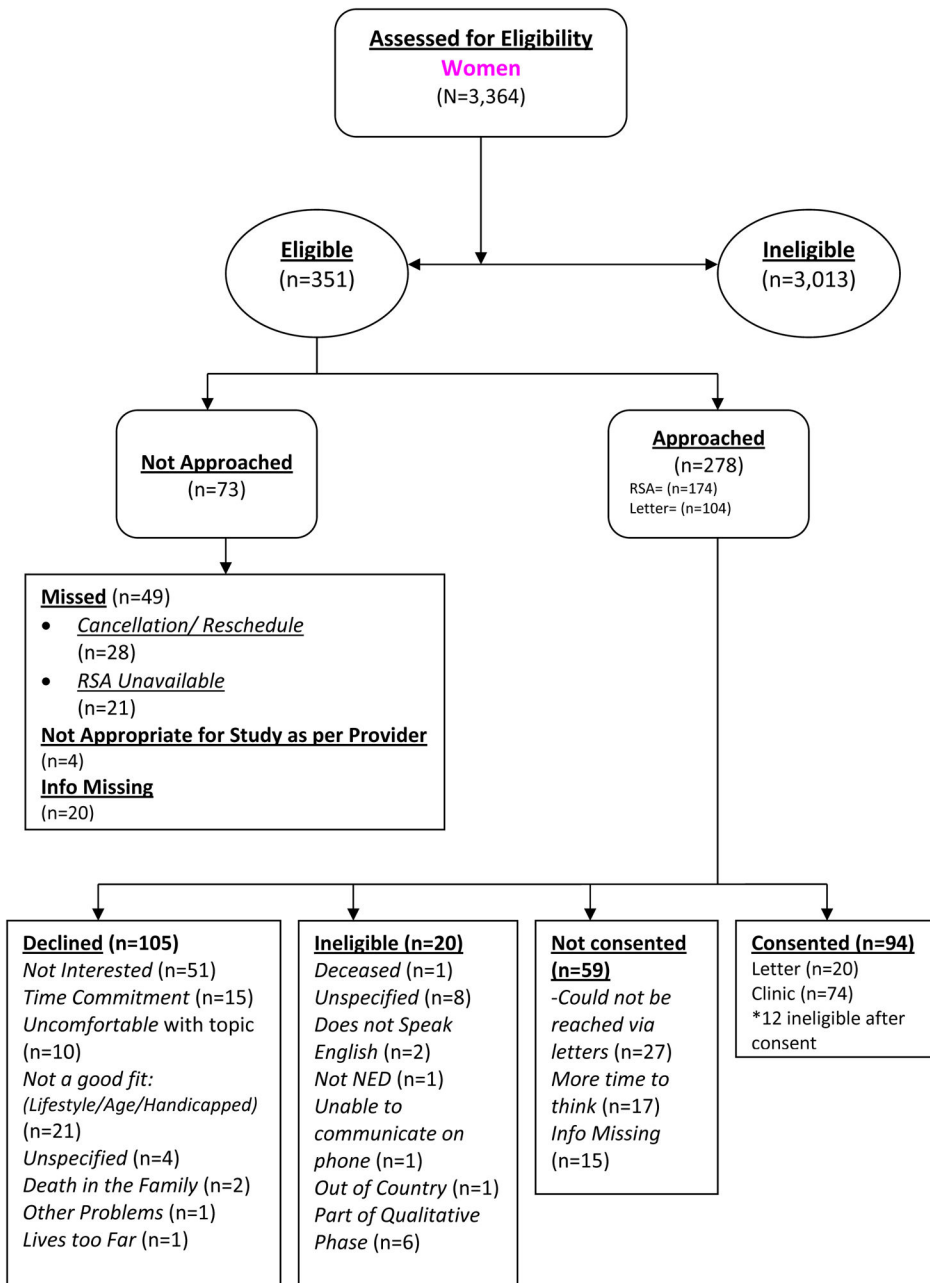 Assessed for Eligibility
Women
(N=3,364)
Eligible
(n=351)
Ineligible
(n=3,013)
Not Approached
(n=73)
Approached
(n=278)
RSA= (n=174)
Letter= (n=104)
Missed (n=49)
• Cancellation/ Reschedule
(n=28)
• RSA Unavailable
(n=21)
Not Appropriate for Study as per Provider
(n=4)
Info Missing
(n=20)
Declined (n=105)
Not Interested (n=51)
Time Commitment (n=15)
Uncomfortable with topic
(n=10)
Not a good fit:
(Lifestyle/Age/Handicapped)
(n=21)
Unspecified (n=4)
Death in the Family (n=2)
Other Problems (n=1)
Lives too Far (n=1)
Ineligible (n=20)
Deceased (n=1)
Unspecified (n=8)
Does not Speak
English (n=2)
Not NED (n=1)
Unable to
communicate on
phone (n=1)
Out of Country (n=1)
Part of Qualitative
Phase (n=6)
Not consented
(n=59)
-Could not be
reached via
letters (n=27)
More time to
think (n=17)
Info Missing
(n=15)
Consented (n=94)
Letter (n=20)
Clinic (n=74)
*12 ineligible after
consent